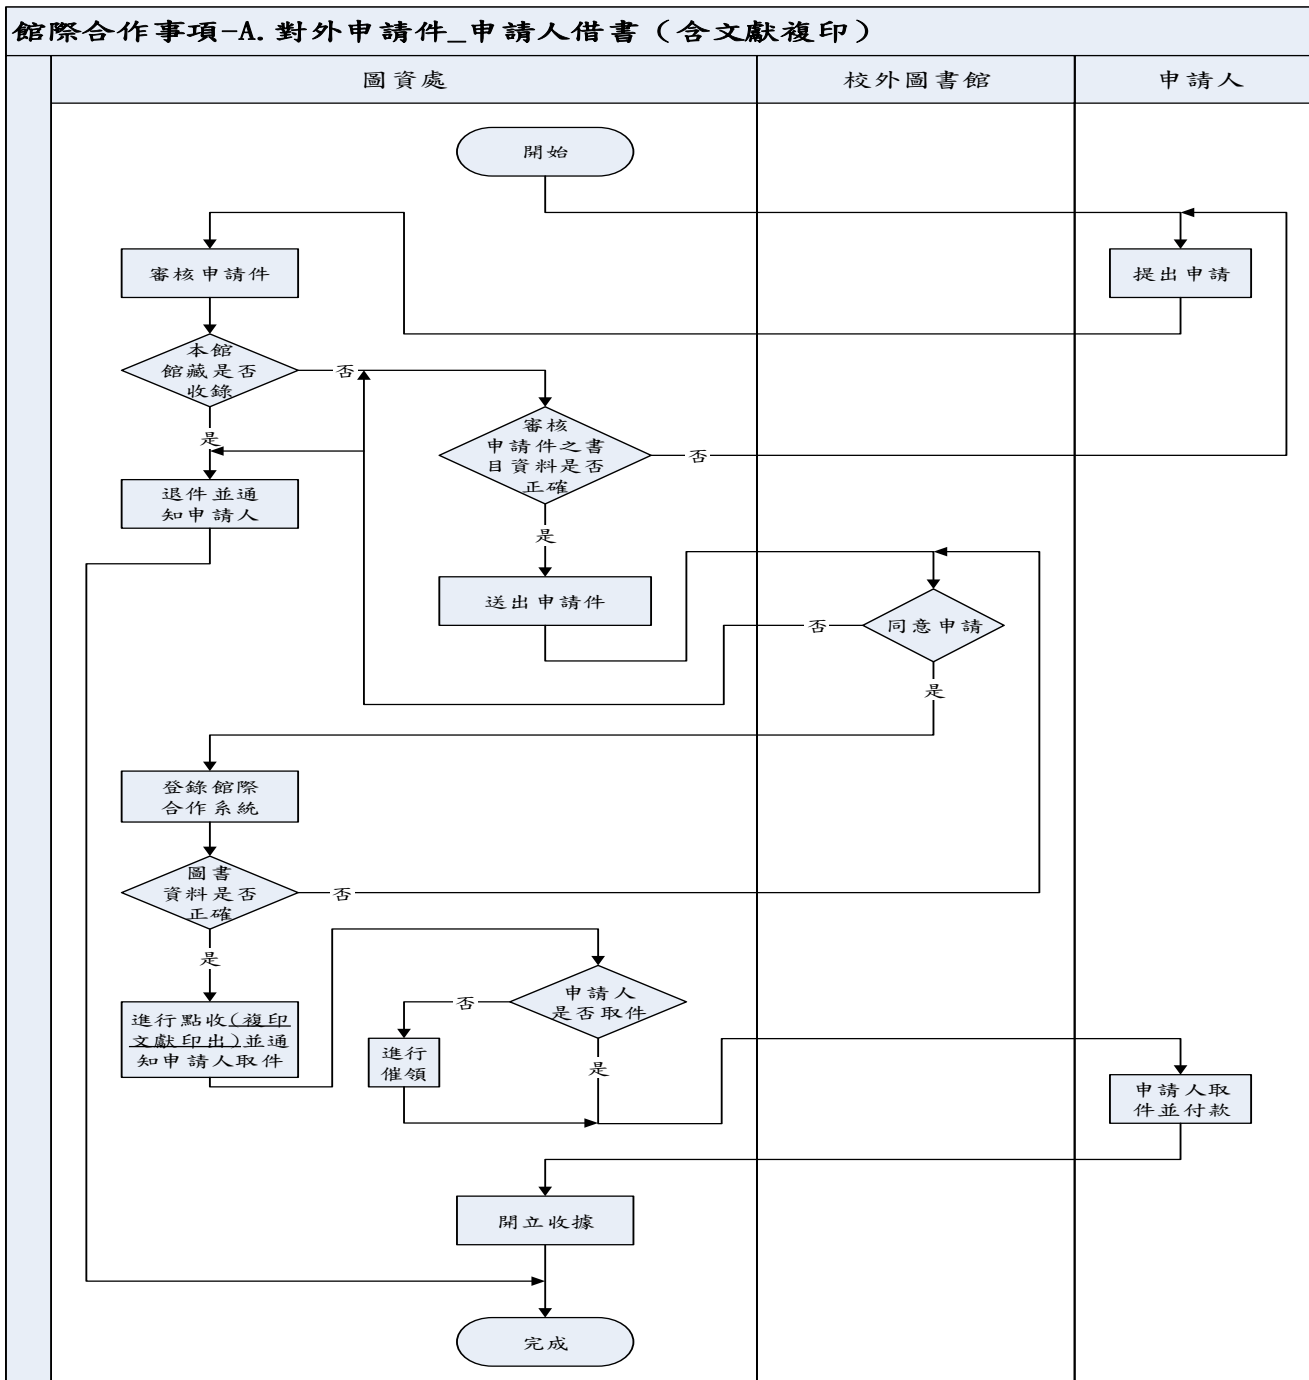 館際合作事項-A.對外申請件_申請人借書（含文獻複印）
圖資處
校外圖書館
申請人
開始
審核申請件
提出申請
本館
館藏是否
收錄
否
是
審核
申請件之書
目資料是否
正確
否
退件並通
知申請人
是
送出申請件
同意申請
否
是
登錄館際
合作系統
圖書
資料是否
正確
否
是
申請人
是否取件
否
進行點收(複印
文獻印出)並通
知申請人取件
進行
催領
是
申請人取
件並付款
開立收據
完成